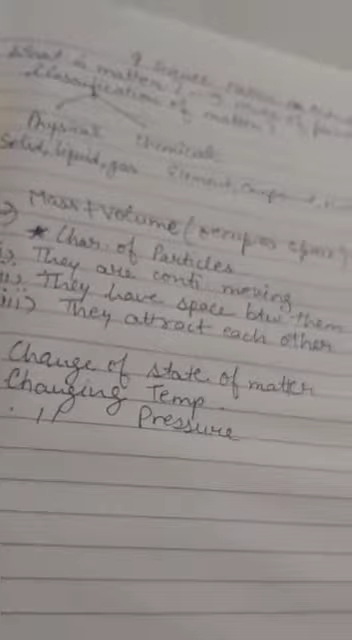 What is matter?
Classification of matter?
Physical Chemical
Solid, liquid, gas Element, Compound,
Mass + Volume (occupies space)
* Char. of Particles
i) They are conti moving
ii) They have space btw them
iii) They attract each other
Change of state of matter
Changing Temp.
" Pressure